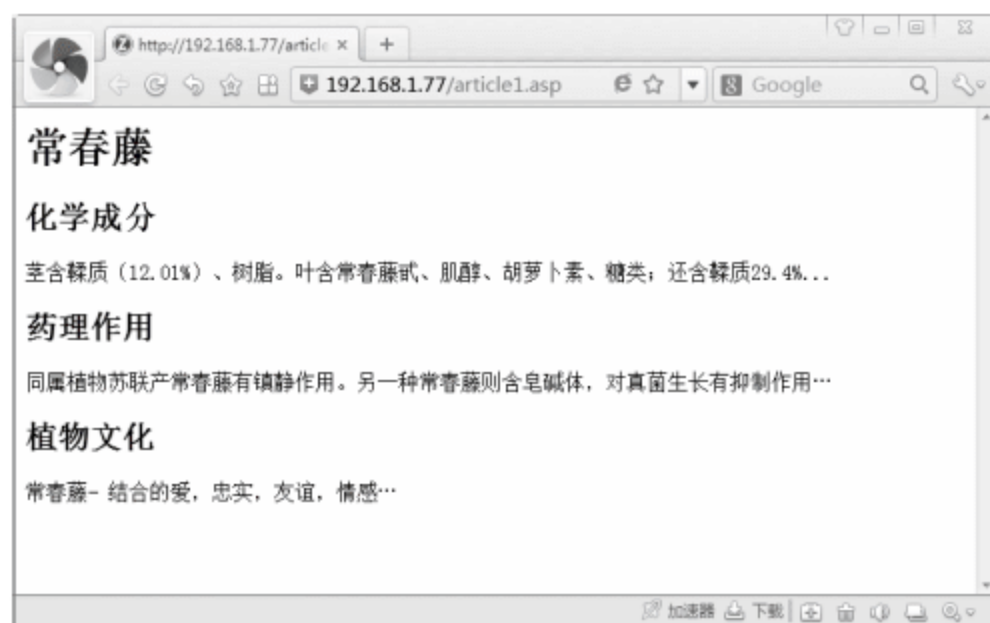 http://192.168.1.77/article
192.168.1.77/article1.asp
Google
常春藤
化学成分
茎含鞣质（12.01%）、树脂。叶含常春藤甙、肌醇、胡萝卜素、糖类；还含鞣质29.4%...
药理作用
同属植物苏联产常春藤有镇静作用。另一种常春藤则含皂碱体，对真菌生长有抑制作用…
植物文化
常春藤- 结合的爱，忠实，友谊，情感…
加速器 下载